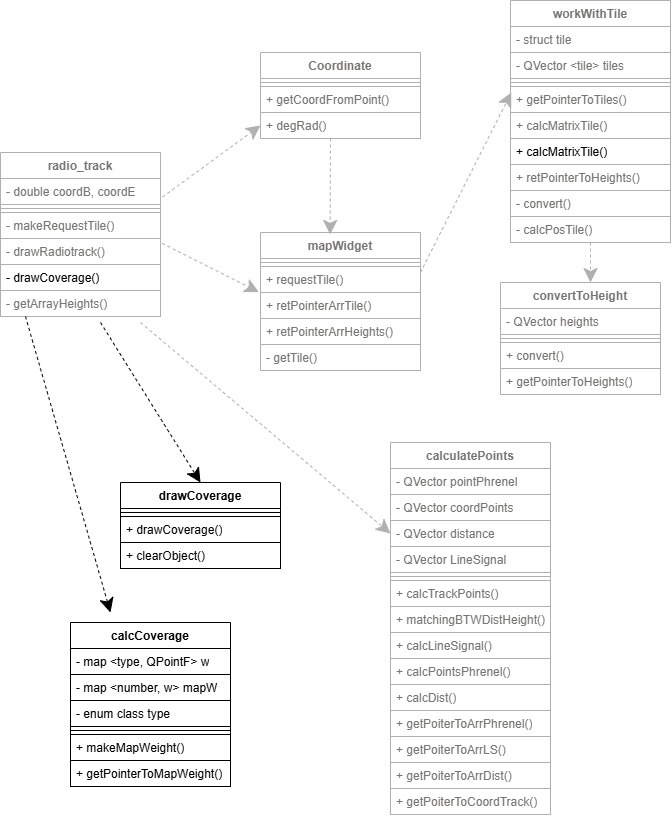 workWithTile
- struct tile
- QVector <tile> tiles
+ getPointerToTiles()
+ calcMatrixTile()
+ calcMatrixTile()
+ retPointerToHeights()
- convert()
- calcPosTile()
Coordinate
+ getCoordFromPoint()
+ degRad()
radio_track
- double coordB, coordE
- makeRequestTile()
- drawRadiotrack()
- drawCoverage()
- getArrayHeights()
mapWidget
+ requestTile()
+ retPointerArrTile()
+ retPointerArrHeights()
- getTile()
convertToHeight
- QVector heights
+ convert()
+ getPointerToHeights()
calculatePoints
- QVector pointPhrenel
- QVector coordPoints
- QVector distance
- QVector LineSignal
+ calcTrackPoints()
+ matchingBTWDistHeight()
+ calcLineSignal()
+ calcPointsPhrenel()
+ calcDist()
+ getPoiterToArrPhrenel()
+ getPoiterToArrLS()
+ getPoiterToArrDist()
+ getPoiterToCoordTrack()
drawCoverage
+ drawCoverage()
+ clearObject()
calcCoverage
- map <type, QPointF> w
- map <number, w> mapW
- enum class type
+ makeMapWeight()
+ getPointerToMapWeight()